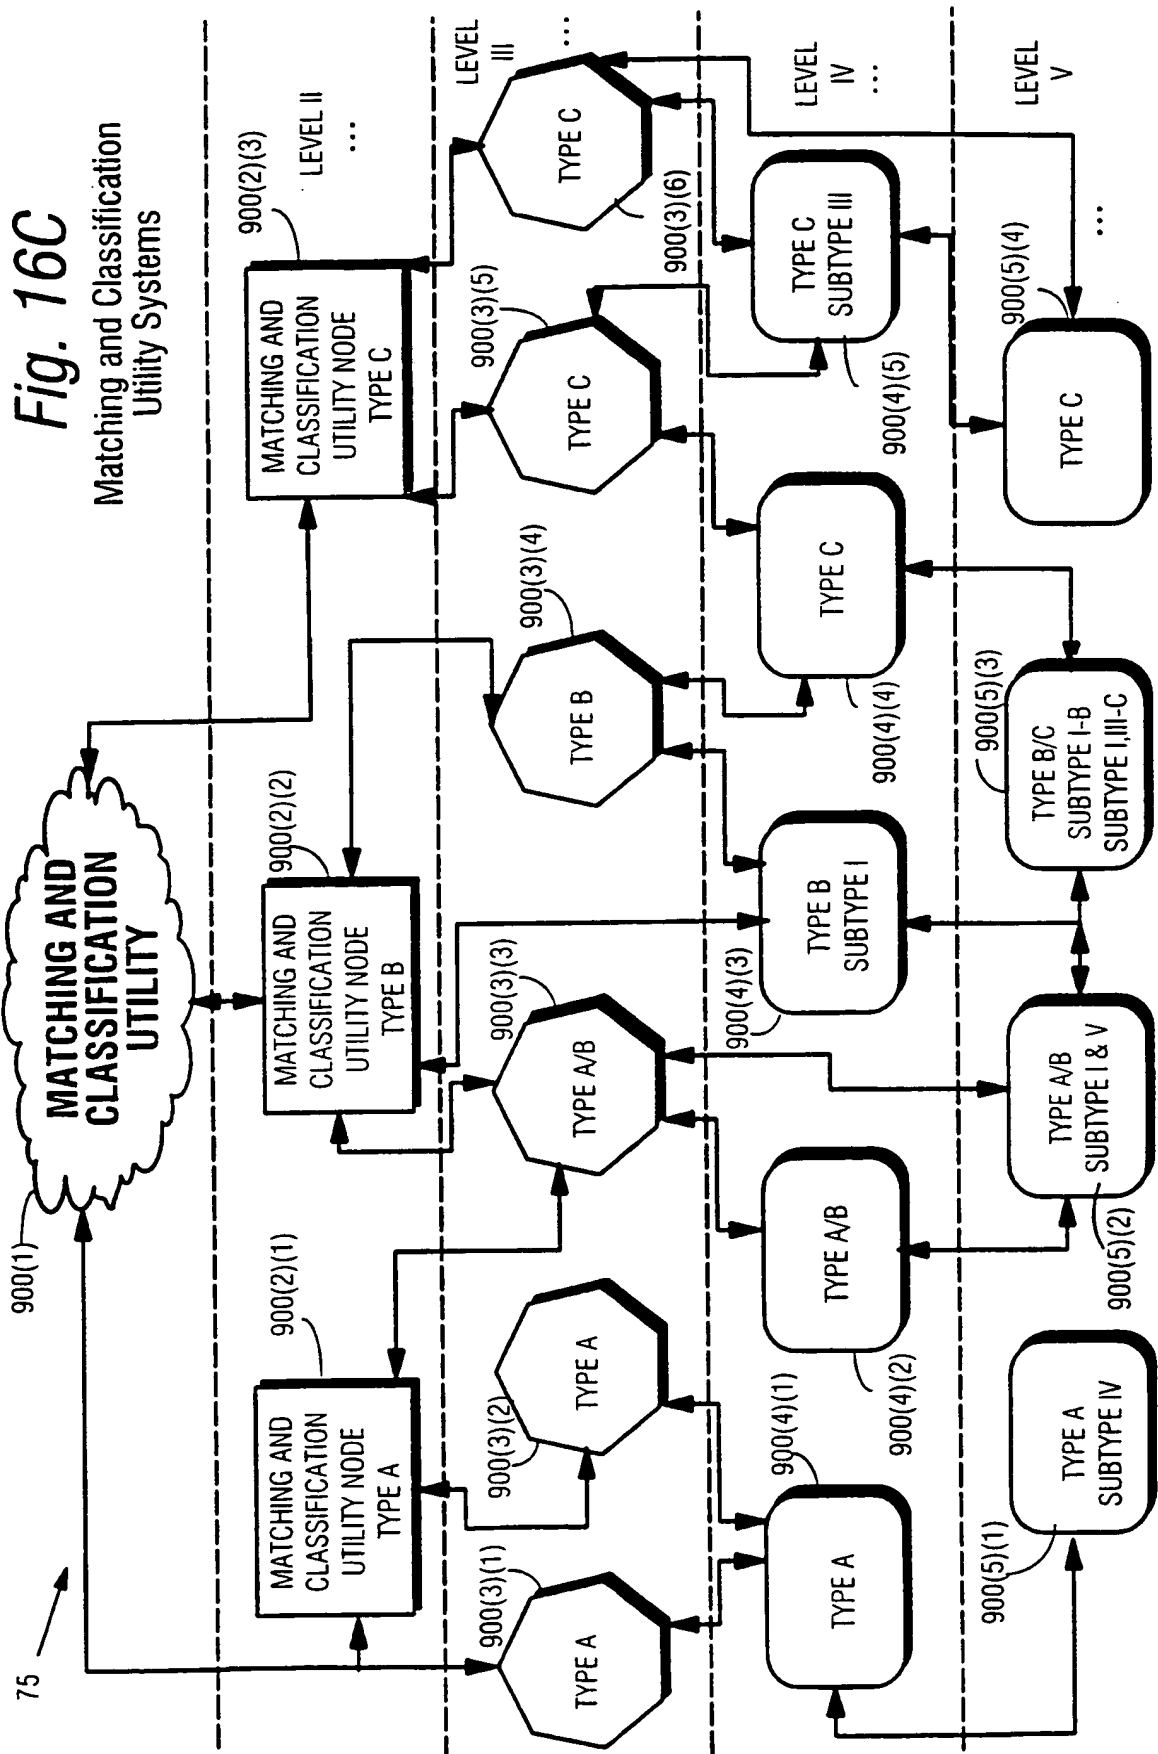 Fig. 16C
Matching and Classification
Utility Systems
75
900(1)
MATCHING AND
CLASSIFICATION
UTILITY
LEVEL II
...
900(2)(1)
MATCHING AND
CLASSIFICATION
UTILITY NODE
TYPE A
900(2)(2)
MATCHING AND
CLASSIFICATION
UTILITY NODE
TYPE B
900(2)(3)
MATCHING AND
CLASSIFICATION
UTILITY NODE
TYPE C
LEVEL
III
...
900(3)(1)
TYPE A
900(3)(2)
TYPE A
900(3)(3)
TYPE A/B
900(3)(4)
TYPE B
900(3)(5)
TYPE C
900(3)(6)
TYPE C
LEVEL
IV
...
900(4)(1)
TYPE A
900(4)(2)
TYPE A/B
900(4)(3)
TYPE B
SUBTYPE I
900(4)(4)
TYPE C
900(4)(5)
TYPE C
SUBTYPE III
LEVEL
V
...
900(5)(1)
TYPE A
SUBTYPE IV
900(5)(2)
TYPE A/B
SUBTYPE I & V
900(5)(3)
TYPE B/C
SUBTYPE I-B
SUBTYPE I,III-C
900(5)(4)
TYPE C